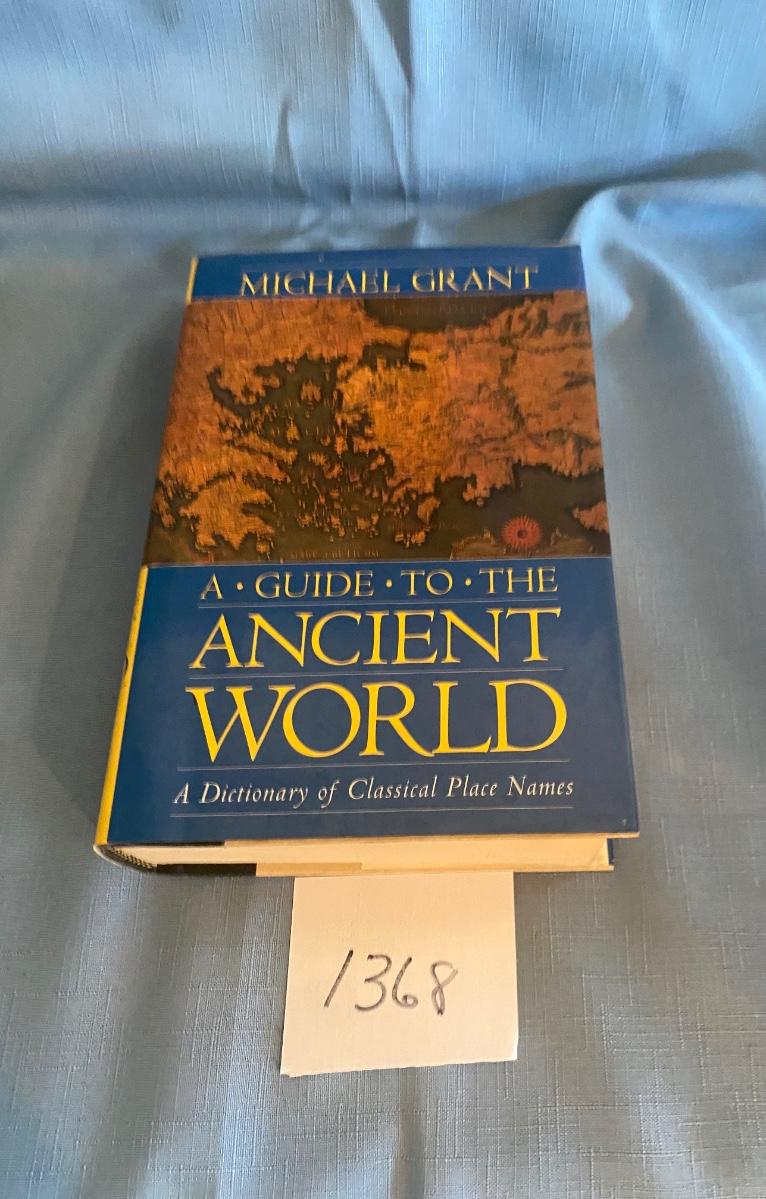 MICHAEL GRANT
A • GUIDE • TO • THE
ANCIENT
WORLD
A Dictionary of Classical Place Names
1368